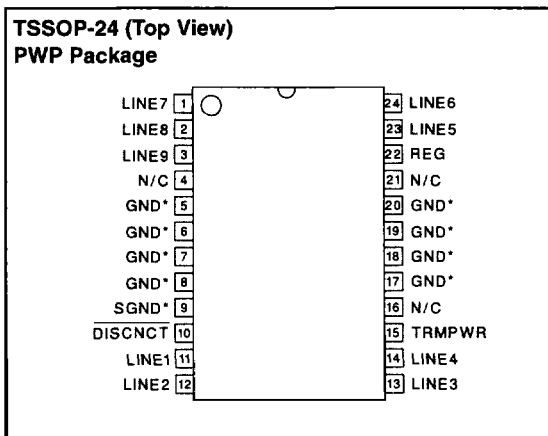 TSSOP-24 (Top View)
PWP Package
LINE7 1 24 LINE6
LINE8 2 23 LINE5
LINE9 3 22 REG
N/C 4 21 N/C
GND* 5 20 GND*
GND* 6 19 GND*
GND* 7 18 GND*
GND* 8 17 GND*
SGND* 9 16 N/C
DISCNCT 10 15 TRMPWR
LINE1 11 14 LINE4
LINE2 12 13 LINE3